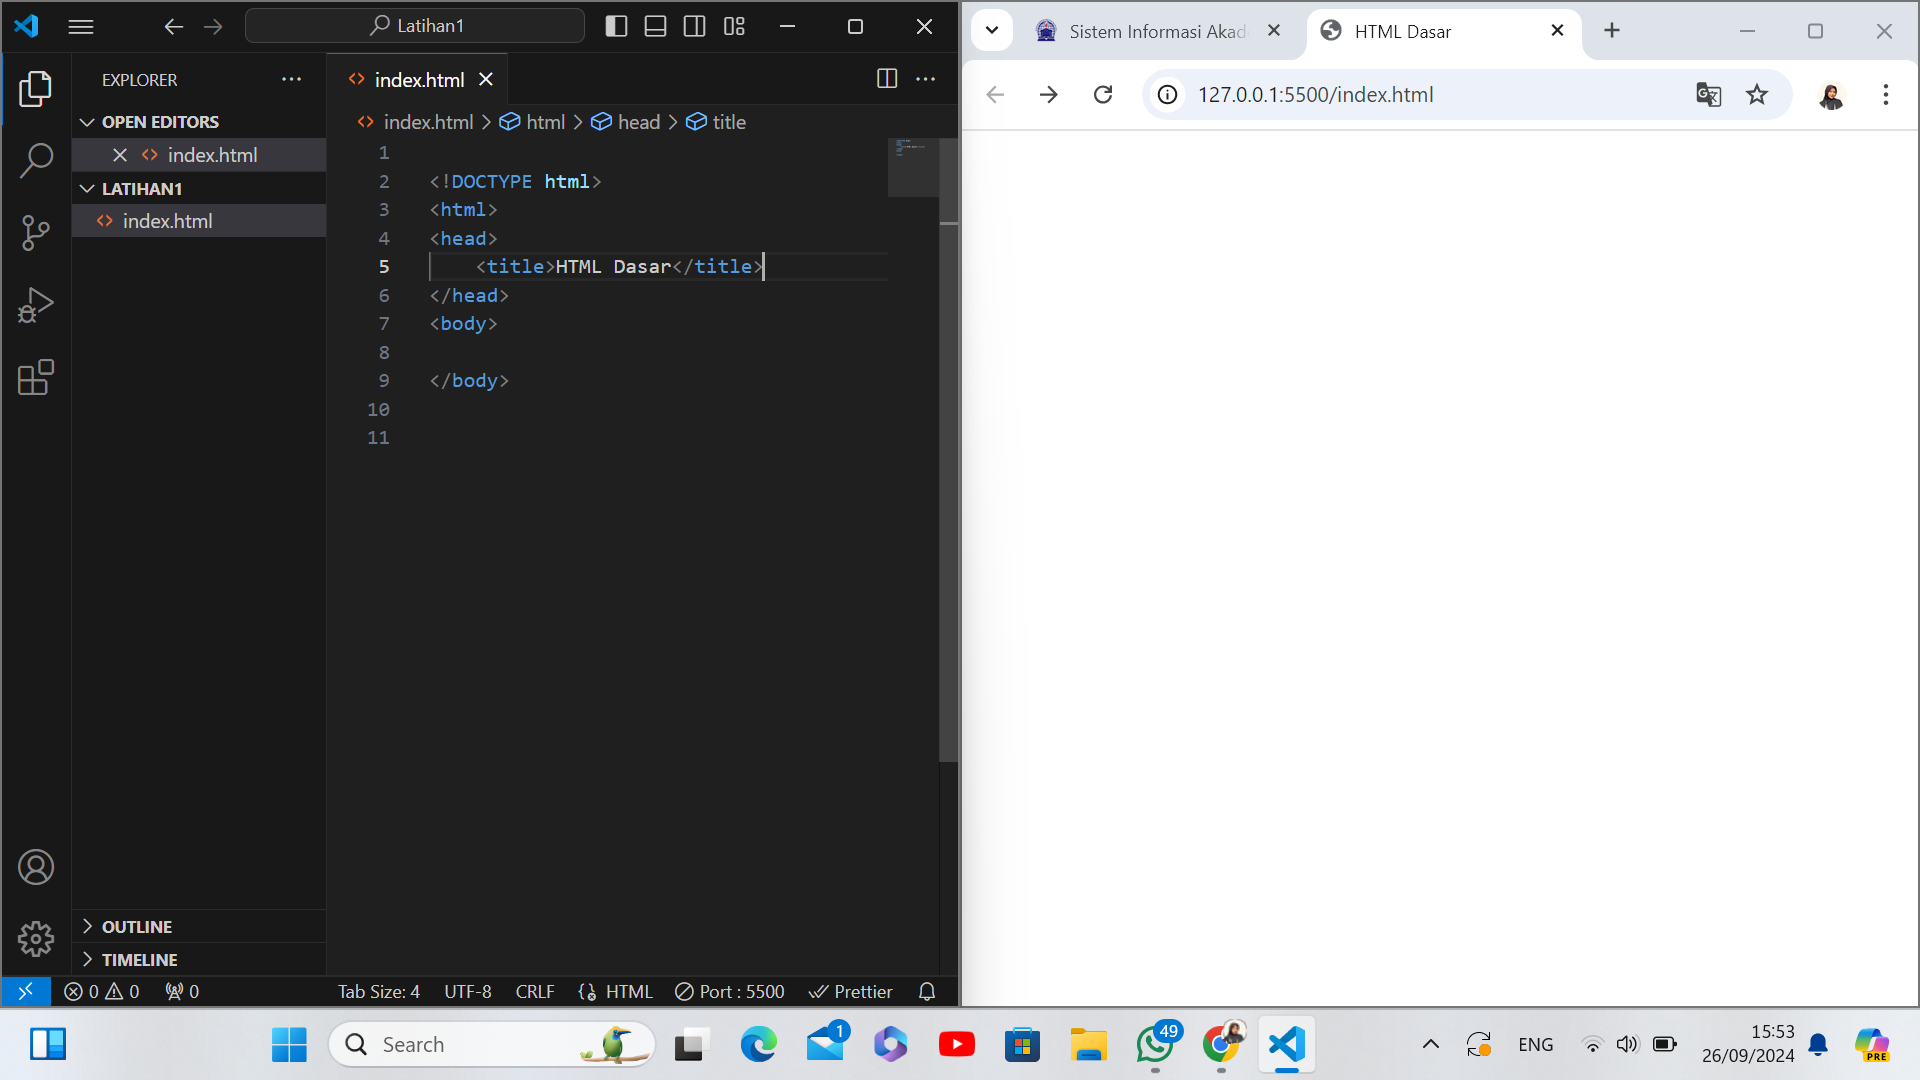 Latihan1
EXPLORER
OPEN EDITORS
index.html
LATIHAN1
index.html
OUTLINE
TIMELINE
index.html
index.html > html > head > title
1
2 <!DOCTYPE html>
3 <html>
4 <head>
5 <title>HTML Dasar</title>
6 </head>
7 <body>
8
9 </body>
10
11
0 0 0 Tab Size: 4 UTF-8 CRLF HTML Port : 5500 Prettier
Sistem Informasi Akad
HTML Dasar
127.0.0.1:5500/index.html
Search
1
49
ENG
15:53
26/09/2024
PRE